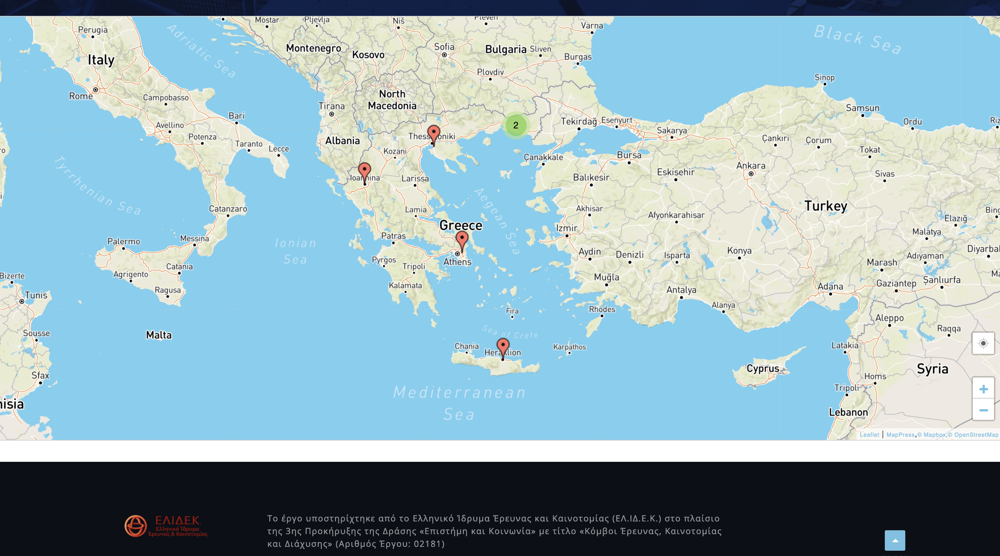 Mostar
Pljevlja
Niš
Pleven
Varna
Perugia
Adriatic Sea
Black Sea
Montenegro
Kosovo
Sofia
Bulgaria
Sliven
Italy
Burgas
Plovdiv
Sinop
Rome
Campobasso
North
Macedonia
Tirana
Samsun
Bari
Tekirdağ
Esenyurt
Ordu
2
Avellino
Sakarya
Potenza
Albania
Thessaloniki
Çankırı
Çorum
Taranto
Lecce
Kozani
Tokat
Çanakkale
Bursa
Tyrrhenian Sea
Ankara
Eskisehir
Sivas
Ioannina
Larissa
Balıkesir
Aegean Sea
Catanzaro
Lamia
Akhisar
Turkey
Afyonkarahisar
Elazığ
Greece
Izmir
Malatya
Messina
Patras
Palermo
Ionian
Sea
Konya
Aydin
Denizli
Isparta
Adıyaman
Pyrgos
Athens
Marash
Catania
Tripoli
Agrigento
Bizerte
Muğla
Şanlıurfa
Gaziantep
Kalamata
Adana
Ragusa
Antalya
Tunis
Alanya
Fira
Rhodes
Aleppo
Raqqa
Sousse
Malta
Sea of Crete
Chania
Heraklion
Karpathos
Latakia
Cyprus
Syria
Sfax
Homs
Tripoli
Mediterranean
Sea
Lebanon
Leaflet | MapPress,© Mapbox,© OpenStreetMap
ΕΛ.ΙΔ.Ε.Κ.
Ελληνικό Ίδρυμα
Έρευνας & Καινοτομίας
Το έργο υποστηρίχτηκε από το Ελληνικό Ίδρυμα Έρευνας και Καινοτομίας (ΕΛ.ΙΔ.Ε.Κ.) στο πλαίσιο
της 3ης Προκήρυξης της Δράσης «Επιστήμη και Κοινωνία» με τίτλο «Κόμβοι Έρευνας, Καινοτομίας
και Διάχυσης» (Αριθμός Έργου: 02181)